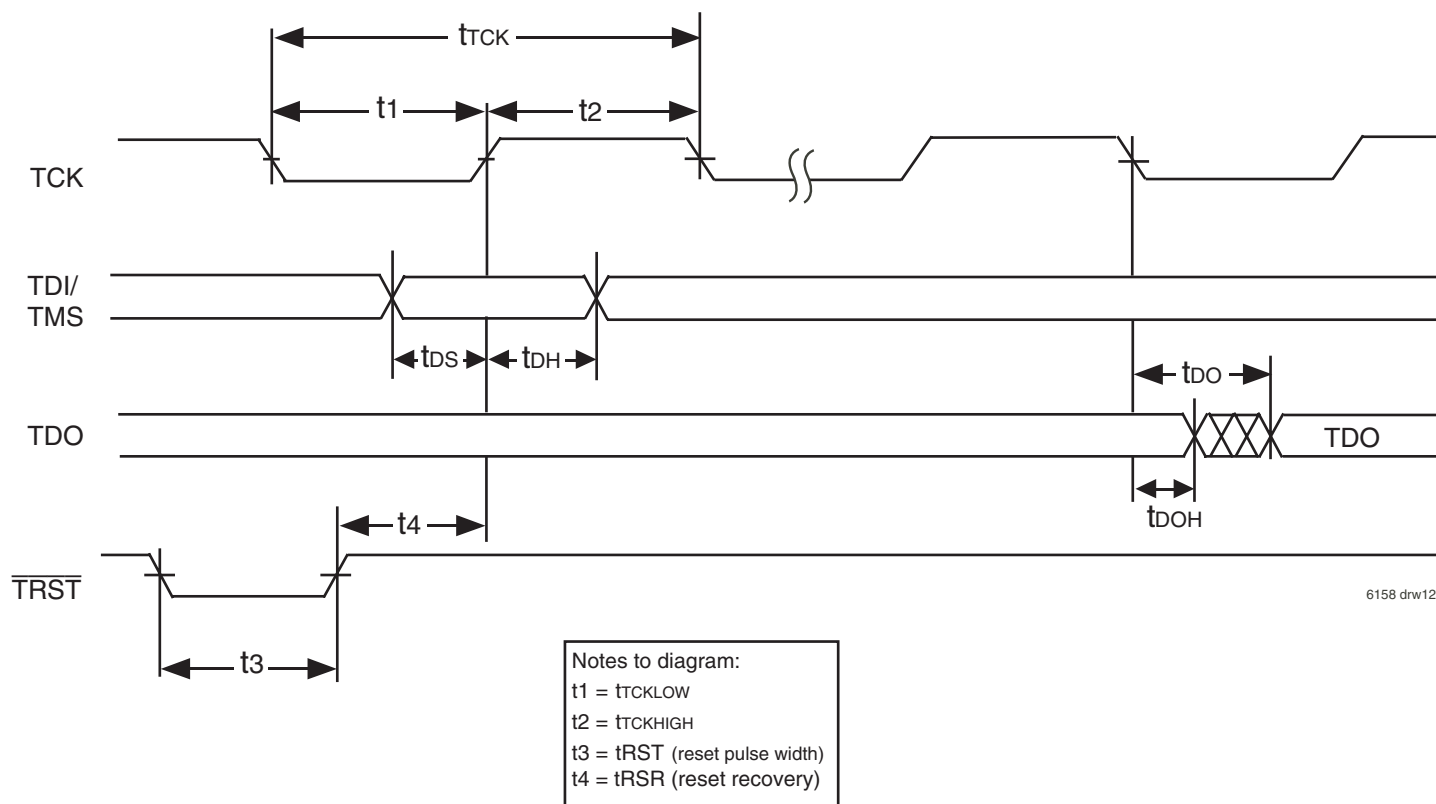 tTCK
t1
t2
TCK
TDI/
TMS
tDS
tDH
tDO
TDO
TDO
tDOH
t4
TRST
6158 drw12
t3
Notes to diagram:
t1 = tTCKLOW
t2 = tTCKHIGH
t3 = tRST (reset pulse width)
t4 = tRSR (reset recovery)